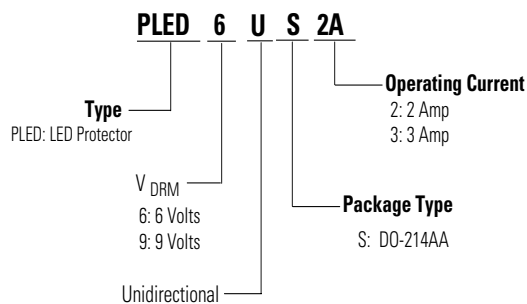 PLED 6 U S 2A
Operating Current
2: 2 Amp
3: 3 Amp
Type
PLED: LED Protector
V DRM
6: 6 Volts
9: 9 Volts
Package Type
S: DO-214AA
Unidirectional